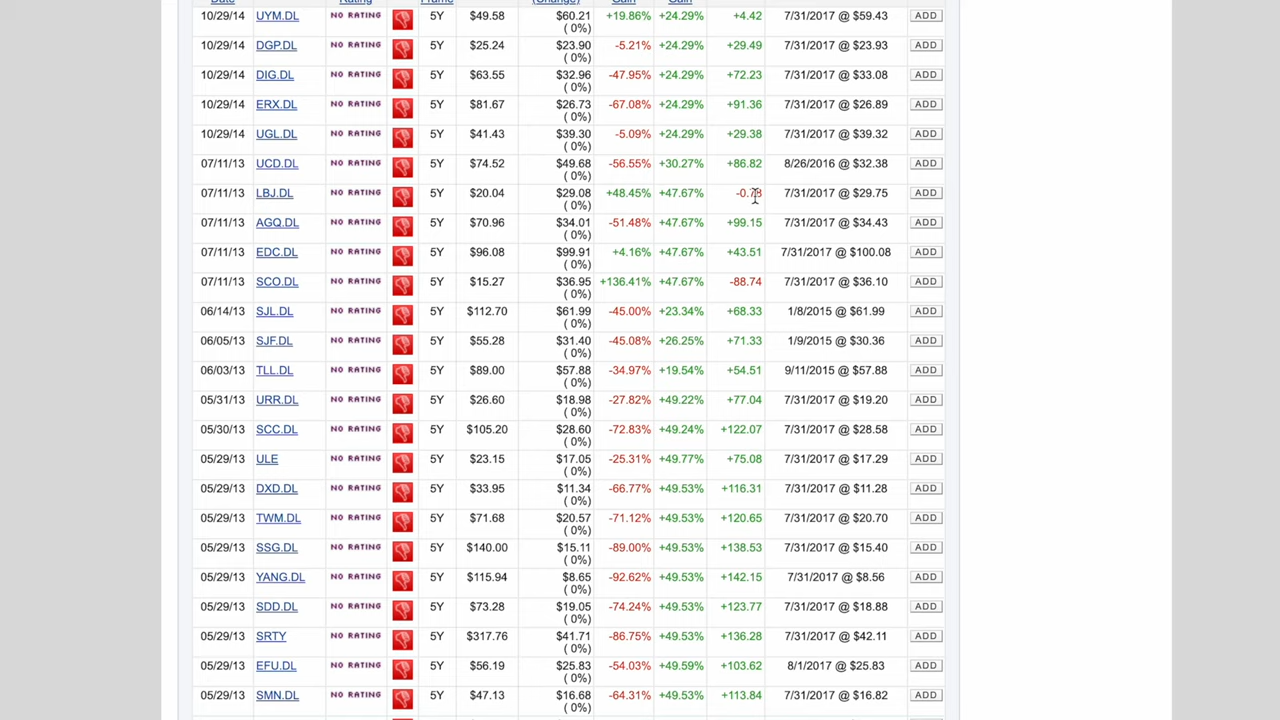 Date Rating Frame (Change) Gain Gain
10/29/14 UYM.DL NO RATING 5Y $49.58 $60.21 +19.86% +24.29% +4.42 7/31/2015 @ $59.43 ADD
( 0%)
10/29/14 DGP.DL NO RATING 5Y $25.24 $23.90 -5.21% +24.29% +29.49 7/31/2015 @ $23.93 ADD
( 0%)
10/29/14 DIG.DL NO RATING 5Y $63.55 $32.96 -47.95% +24.29% +72.23 7/31/2015 @ $33.08 ADD
( 0%)
10/29/14 ERX.DL NO RATING 5Y $81.67 $26.73 -67.08% +24.29% +91.36 7/31/2015 @ $26.89 ADD
( 0%)
10/29/14 UGL.DL NO RATING 5Y $41.43 $39.30 -5.09% +24.29% +29.38 7/31/2015 @ $39.32 ADD
( 0%)
07/11/13 UCD.DL NO RATING 5Y $74.52 $49.68 -56.55% +30.27% +86.82 8/20/2015 @ $32.38 ADD
( 0%)
07/11/13 LBJ.DL NO RATING 5Y $20.04 $29.08 +48.45% +47.67% 7/31/2015 @ $29.75 ADD
( 0%)
07/11/13 AGQ.DL NO RATING 5Y $70.96 $34.01 -51.48% +47.67% +99.15 7/31/2015 @ $34.43 ADD
( 0%)
07/11/13 EDC.DL NO RATING 5Y $96.08 $99.91 +4.16% +47.67% +43.51 7/31/2015 @ $100.08 ADD
( 0%)
07/11/13 SCO.DL NO RATING 5Y $15.27 $36.95 +136.41% +47.67% -88.74 7/31/2015 @ $36.10 ADD
( 0%)
06/14/13 SJL.DL NO RATING 5Y $112.70 $61.99 -45.00% +23.34% +68.33 @ $61.99 ADD
( 0%)
06/05/13 SJF.DL NO RATING 5Y $55.28 $31.40 -45.08% +26.25% +71.33 @ $30.36 ADD
( 0%)
06/03/13 TLL.DL NO RATING 5Y $89.00 $57.88 -34.97% +19.54% +54.51 9/11/2015 @ $57.88 ADD
( 0%)
05/31/13 URR.DL NO RATING 5Y $26.60 $18.98 -27.82% +49.22% +77.04 7/31/2015 @ $19.20 ADD
( 0%)
05/30/13 SCC.DL NO RATING 5Y $105.20 $28.60 -72.83% +49.24% +122.07 7/31/2015 @ $28.58 ADD
( 0%)
05/29/13 ULE NO RATING 5Y $23.15 $17.05 -25.31% +49.77% +75.08 7/31/2015 @ $17.29 ADD
( 0%)
05/29/13 DXD.DL NO RATING 5Y $33.95 $11.34 -66.77% +49.53% +116.31 7/31/2015 @ $11.28 ADD
( 0%)
05/29/13 TWM.DL NO RATING 5Y $71.68 $20.57 -71.12% +49.53% +120.65 7/31/2015 @ $20.70 ADD
( 0%)
05/29/13 SSG.DL NO RATING 5Y $140.00 $15.11 -89.00% +49.53% +138.53 7/31/2015 @ $15.40 ADD
( 0%)
05/29/13 YANG.DL NO RATING 5Y $116.94 $8.65 -92.62% +49.53% +142.15 7/31/2015 @ $8.56 ADD
( 0%)
05/29/13 SDD.DL NO RATING 5Y $73.28 $19.05 -74.24% +49.53% +123.77 7/31/2015 @ $18.88 ADD
( 0%)
05/29/13 SRTY NO RATING 5Y $317.76 $41.71 -86.75% +49.53% +136.28 7/31/2015 @ $42.11 ADD
( 0%)
05/29/13 EFU.DL NO RATING 5Y $56.19 $25.83 -54.03% +49.59% +103.62 8/1/2015 @ $25.83 ADD
( 0%)
05/29/13 SMN.DL NO RATING 5Y $47.13 $16.68 -64.31% +49.53% +113.84 7/31/2015 @ $16.82 ADD
( 0%)